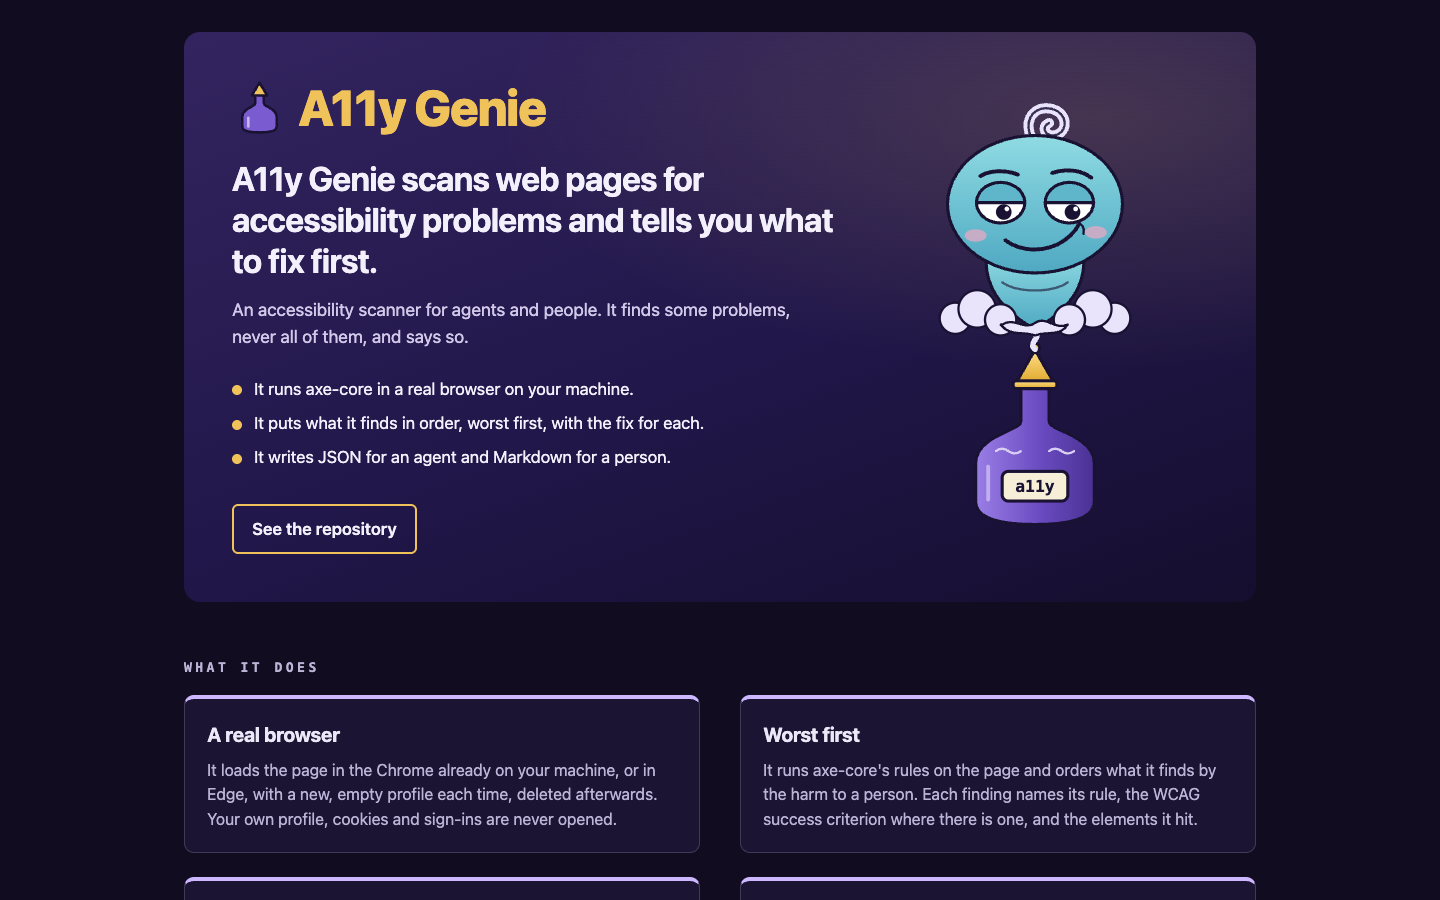 A11y Genie
A11y Genie scans web pages for
accessibility problems and tells you what
to fix first.
An accessibility scanner for agents and people. It finds some problems,
never all of them, and says so.
It runs axe-core in a real browser on your machine.
It puts what it finds in order, worst first, with the fix for each.
It writes JSON for an agent and Markdown for a person.
See the repository
a11y
WHAT IT DOES
A real browser
It loads the page in the Chrome already on your machine, or in
Edge, with a new, empty profile each time, deleted afterwards.
Your own profile, cookies and sign-ins are never opened.
Worst first
It runs axe-core's rules on the page and orders what it finds by
the harm to a person. Each finding names its rule, the WCAG
success criterion where there is one, and the elements it hit.